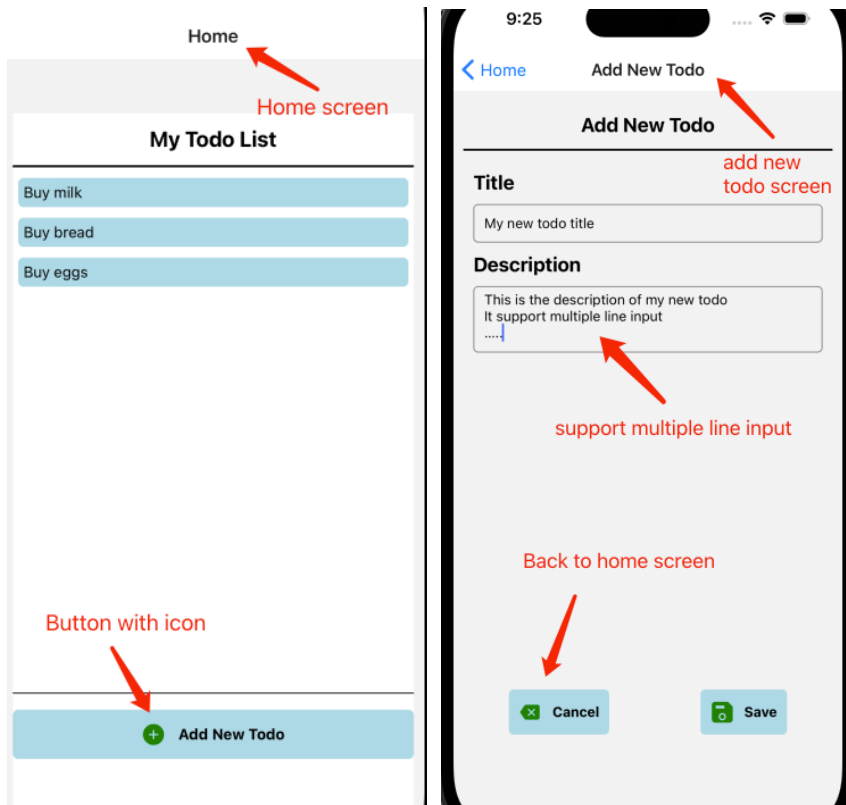 Home
Home screen
My Todo List
Buy milk
Buy bread
Buy eggs
Button with icon
Add New Todo
9:25
Home
Add New Todo
Add New Todo
add new
todo screen
Title
My new todo title
Description
This is the description of my new todo
It support multiple line input
.....
support multiple line input
Back to home screen
Cancel
Save